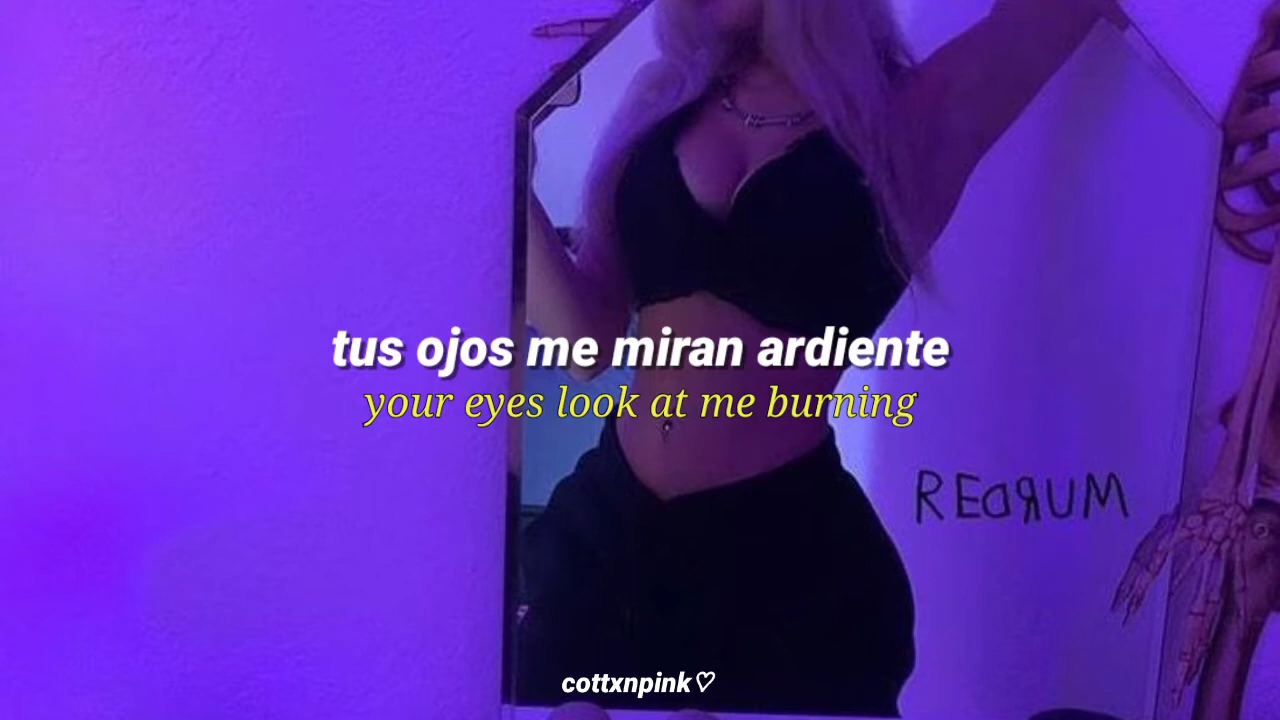 tus ojos me miran ardiente
your eyes look at me burning
REDRUM
cottxnpink♡